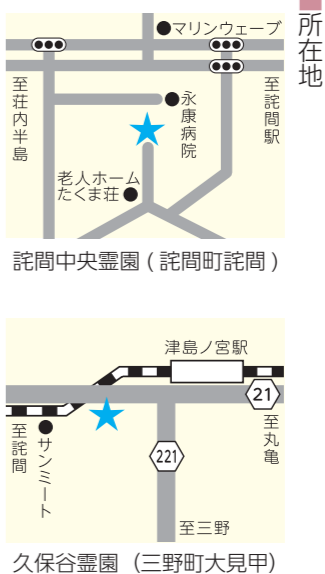 所在地
●マリンウェーブ
至荘内半島
●永康病院
至詫間駅
老人ホーム
たくま荘●
詫間中央霊園(詫間町詫間)
津島ノ宮駅
21
至詫間
●サンミート
至丸亀
221
至三野
久保谷霊園（三野町大見甲）